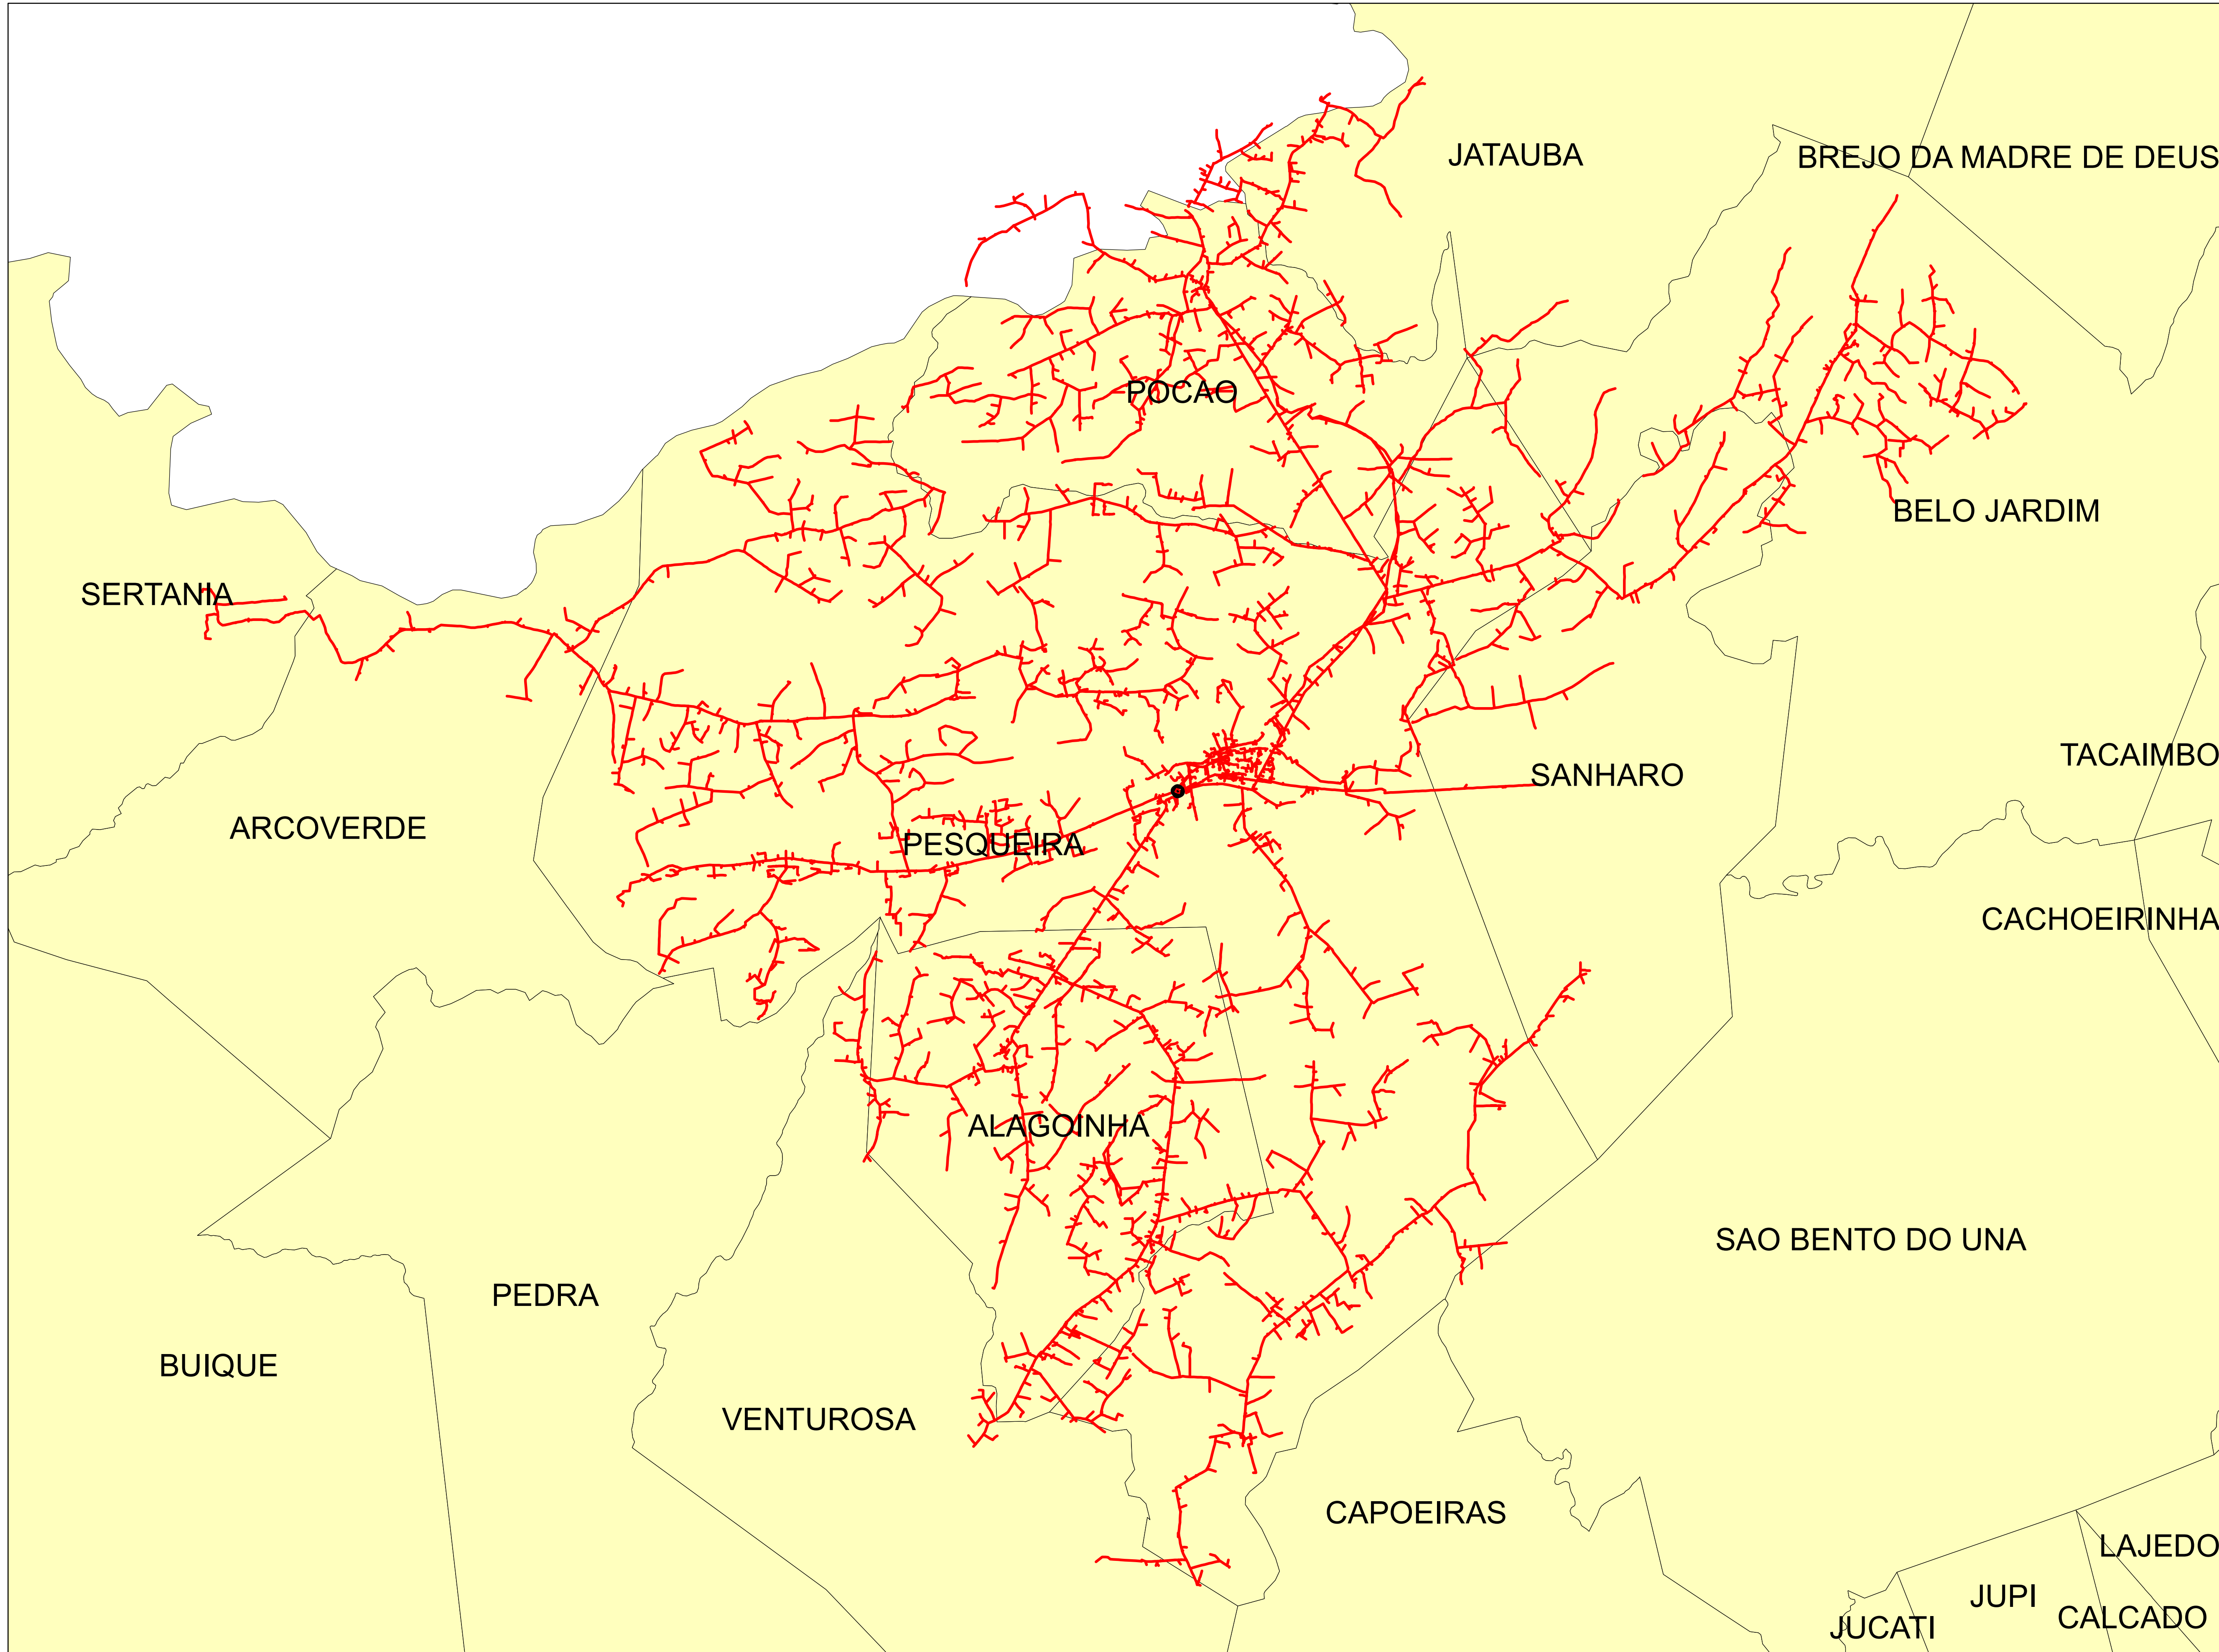 JATAUBA
BREJO DA MADRE DE DEUS
POCAO
BELO JARDIM
SERTANIA
TACAIMBO
SANHARO
ARCOVERDE
PESQUEIRA
CACHOEIRINHA
ALAGOINHA
SAO BENTO DO UNA
PEDRA
BUIQUE
VENTUROSA
CAPOEIRAS
LAJEDO
JUPI
CALCADO
JUCATI